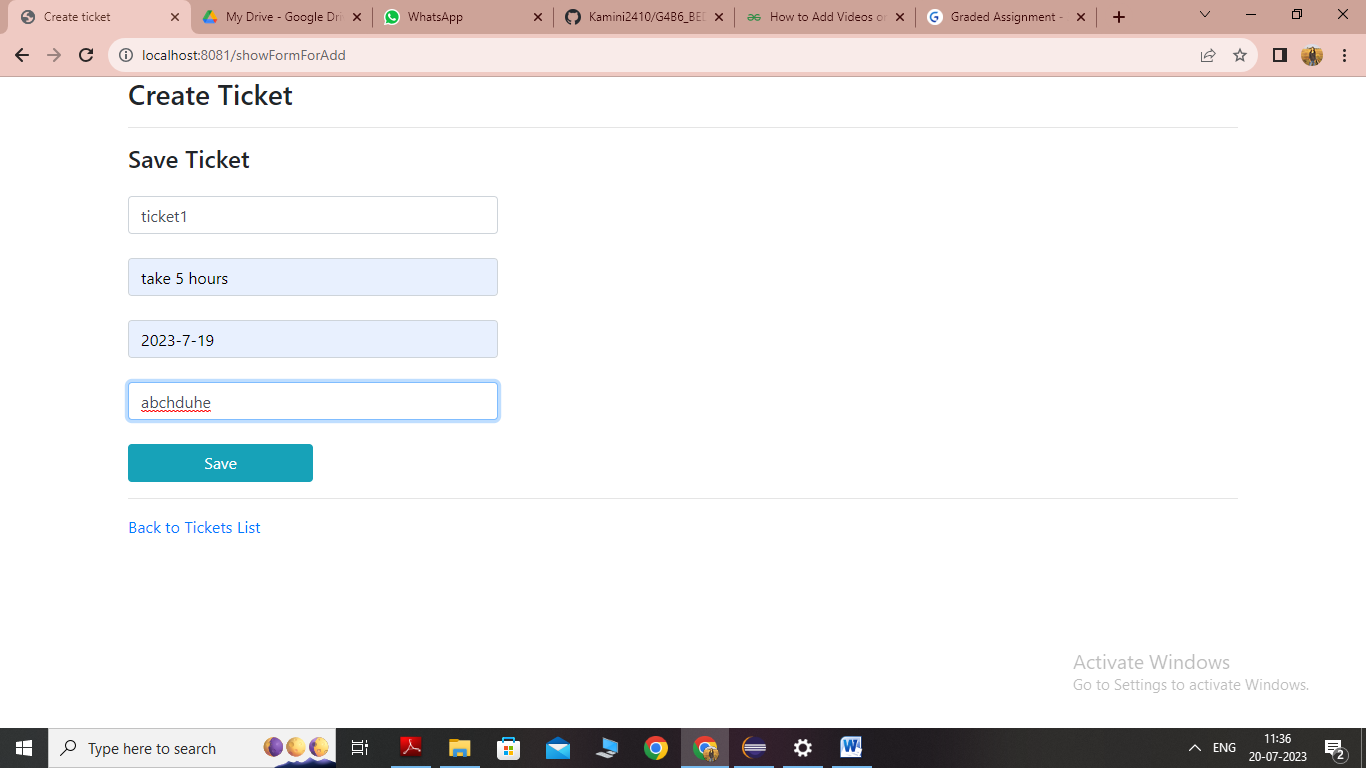 Create ticket
My Drive - Google Dri
WhatsApp
Kamini2410/G4B6_BED
How to Add Videos or
Graded Assignment -
localhost:8081/showFormForAdd
Create Ticket
Save Ticket
ticket1
take 5 hours
2023-7-19
abchduhe
Save
Back to Tickets List
Activate Windows
Go to Settings to activate Windows.
Type here to search
ENG
11:36
20-07-2023
2